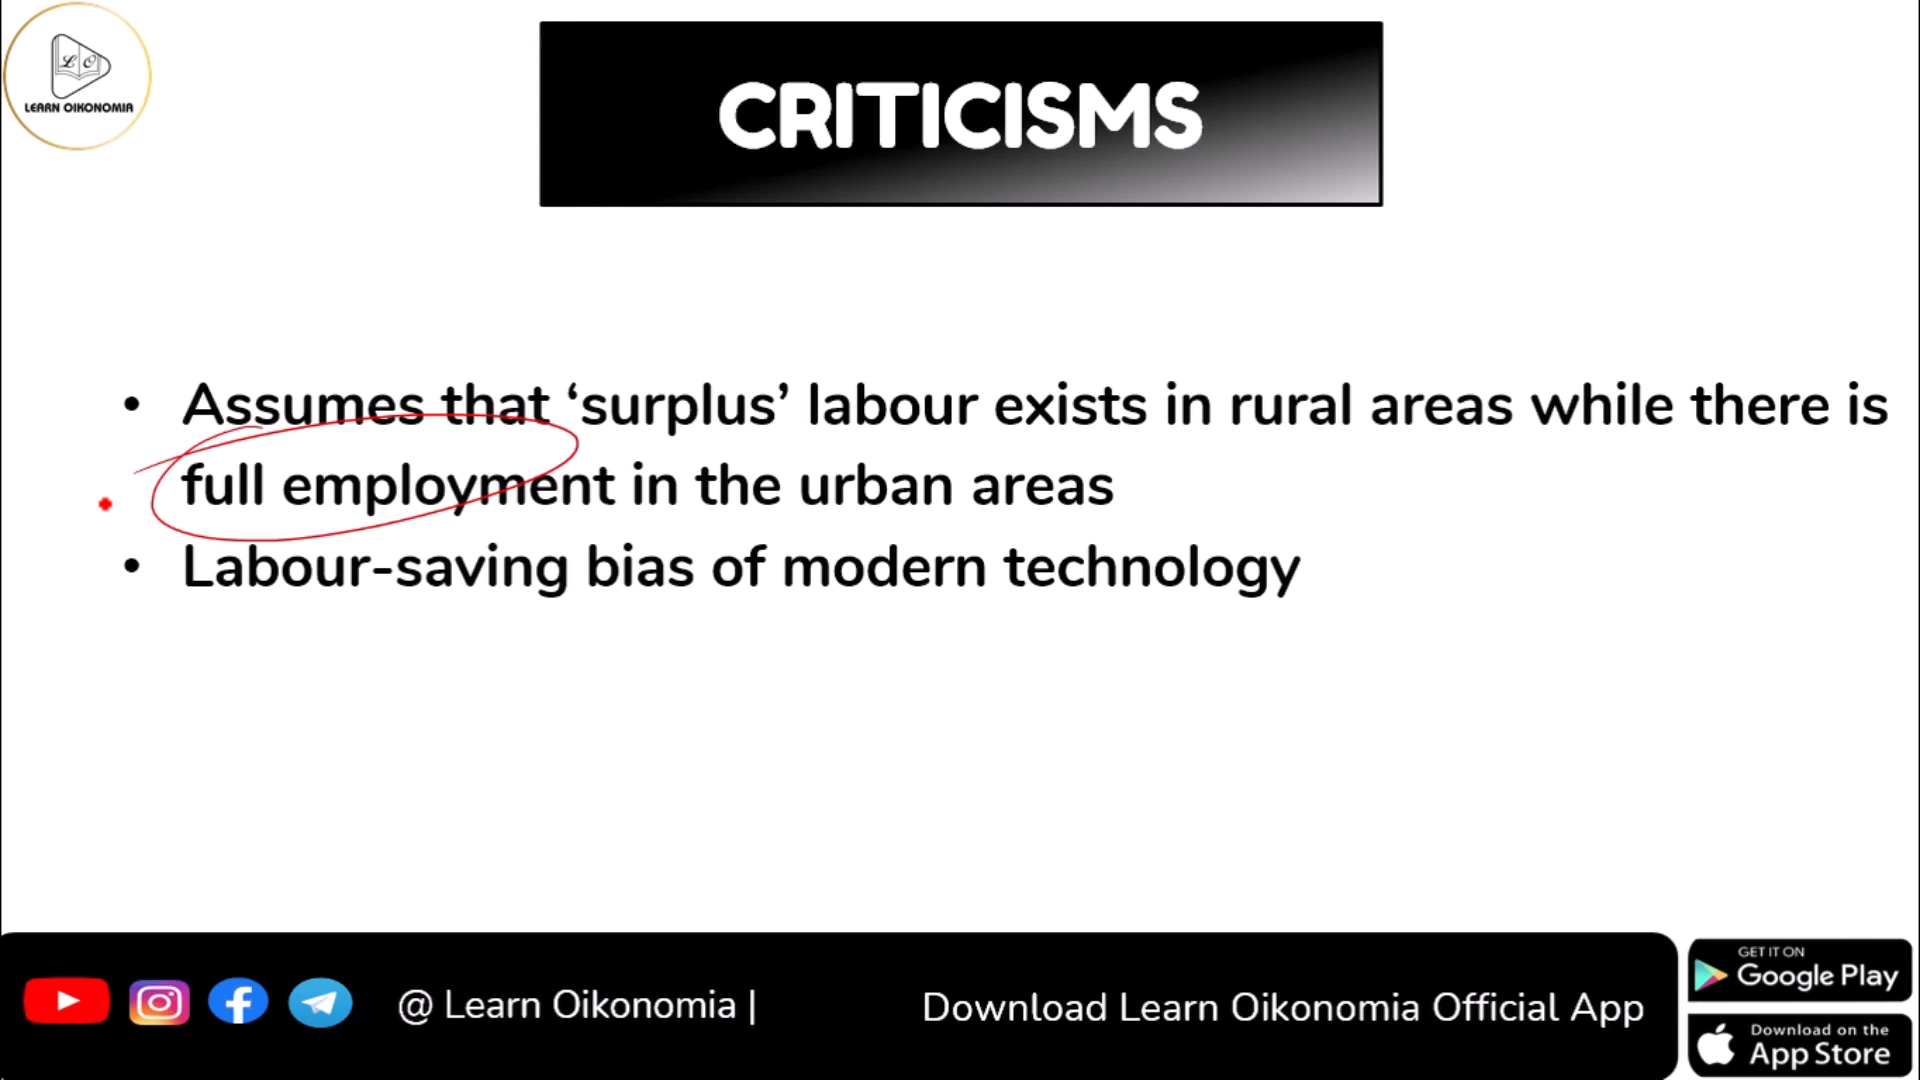 LO
LEARN OIKONOMIA
CRITICISMS
• Assumes that ‘surplus’ labour exists in rural areas while there is
full employment in the urban areas
• Labour-saving bias of modern technology
@ Learn Oikonomia |
Download Learn Oikonomia Official App
GET IT ON
Google Play
Download on the
App Store